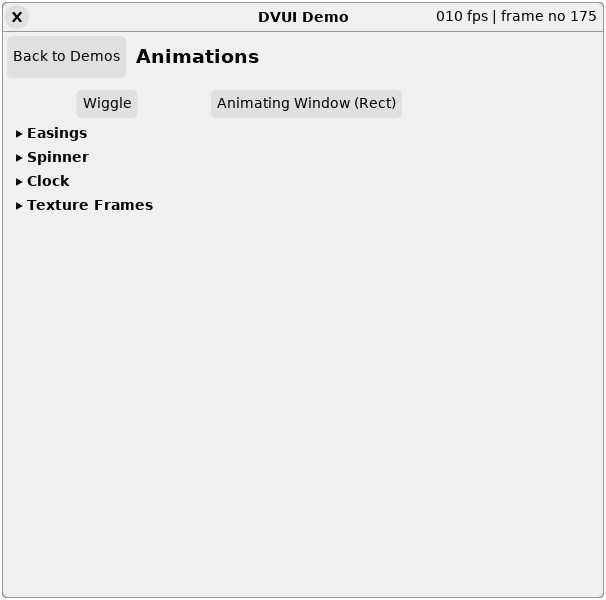 X DVUI Demo 010 fps | frame no 175
Back to Demos Animations
Wiggle Animating Window (Rect)
Easings
Spinner
Clock
Texture Frames